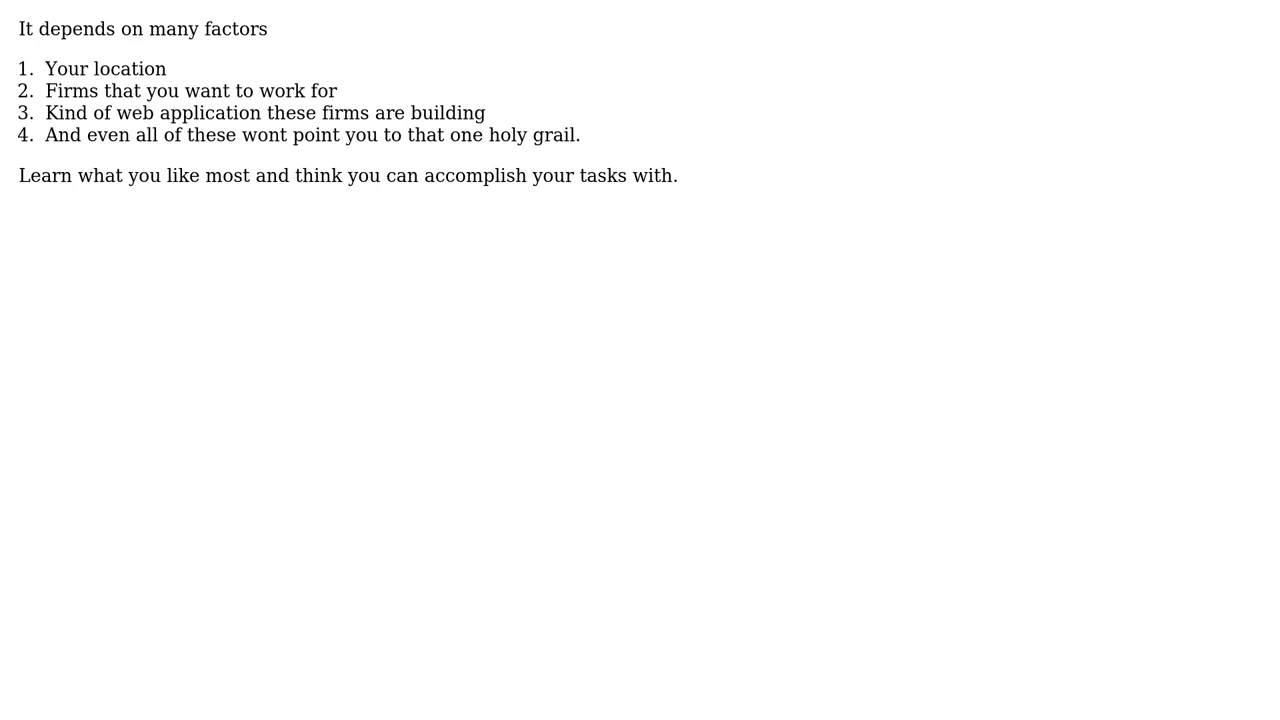 It depends on many factors
1. Your location
2. Firms that you want to work for
3. Kind of web application these firms are building
4. And even all of these wont point you to that one holy grail.
Learn what you like most and think you can accomplish your tasks with.